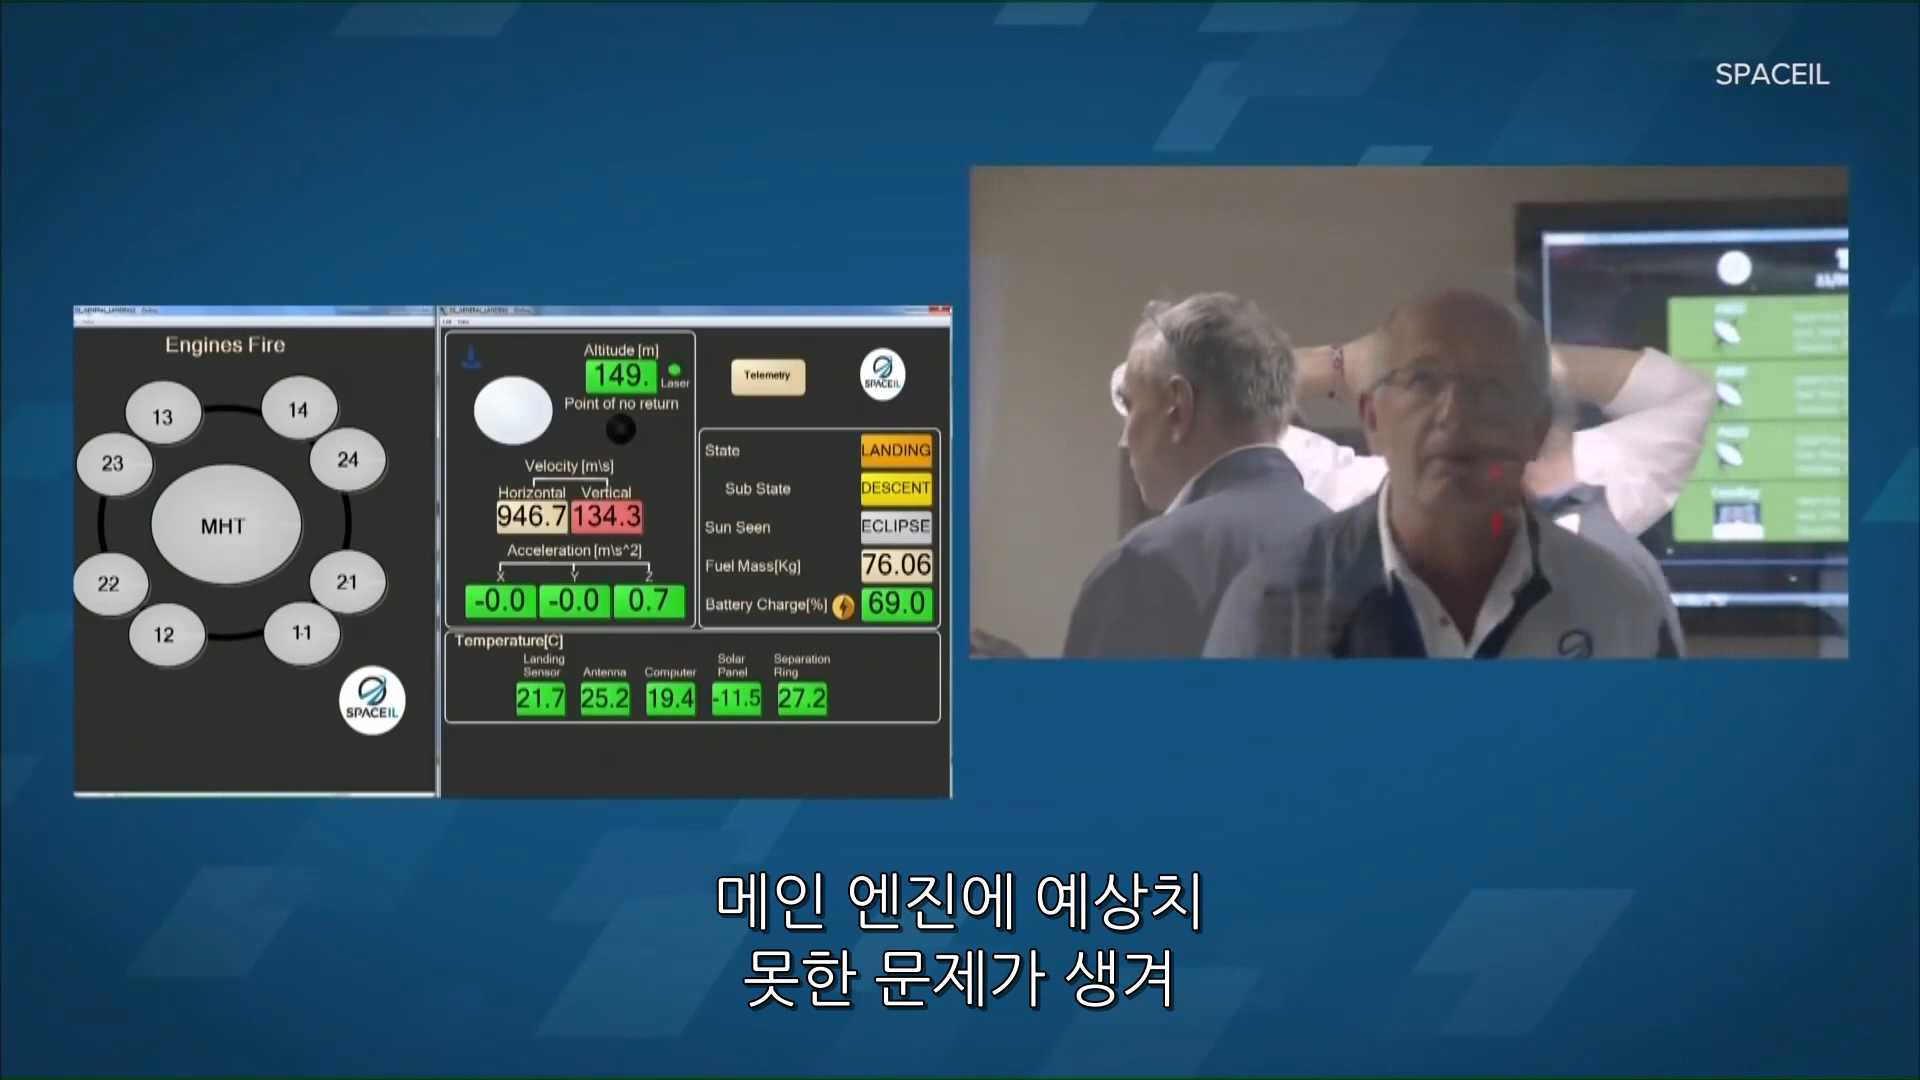 SPACEIL
Engines Fire
13
14
23
24
MHT
22
21
12
11
SPACEIL
Altitude [m]
149.
Laser
Point of no return
Velocity [m\s]
Horizontal Vertical
946.7 134.3
Acceleration [m\s^2]
X Y Z
-0.0 -0.0 0.7
Telemetry
SPACEIL
State LANDING
Sub State DESCENT
Sun Seen ECLIPSE
Fuel Mass[Kg] 76.06
Battery Charge[%] 69.0
Temperature[C]
Landing Sensor Antenna Computer Solar Panel Separation Ring
21.7 25.2 19.4 -11.5 27.2
메인 엔진에 예상치
못한 문제가 생겨